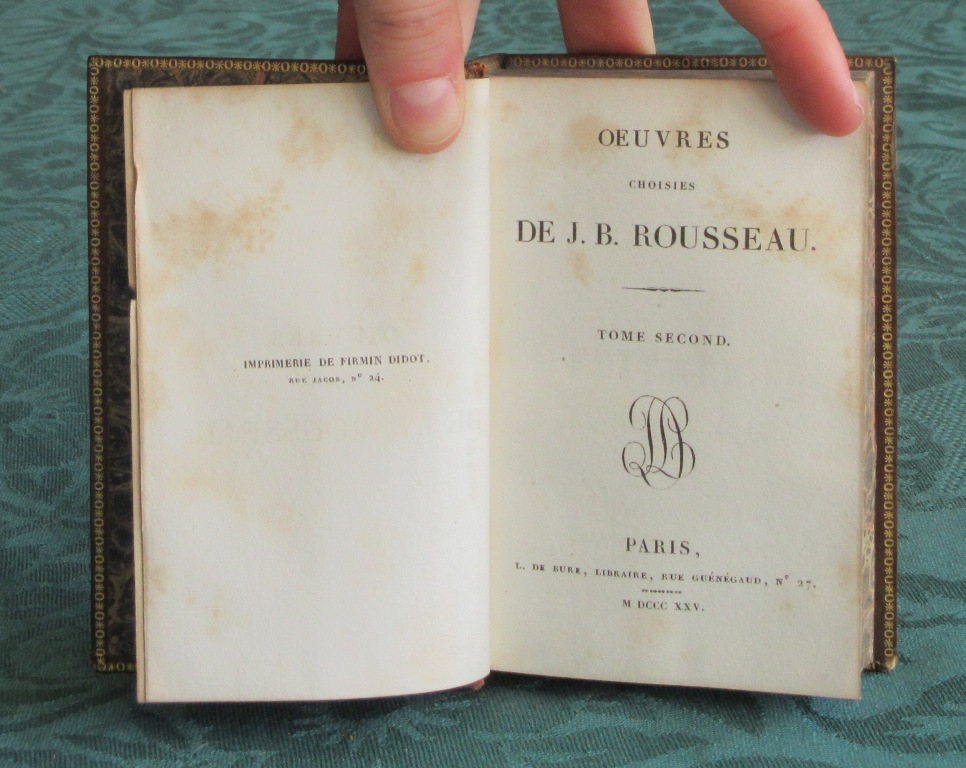 IMPRIMERIE DE FIRMIN DIDOT,
RUE JACOB, Nº 24.
OEUVRES
CHOISIES
DE J. B. ROUSSEAU.
TOME SECOND.
PARIS,
L. DE BURE, LIBRAIRE, RUE GUÉNÉGAUD, Nº 27.
M DCCC XXV.